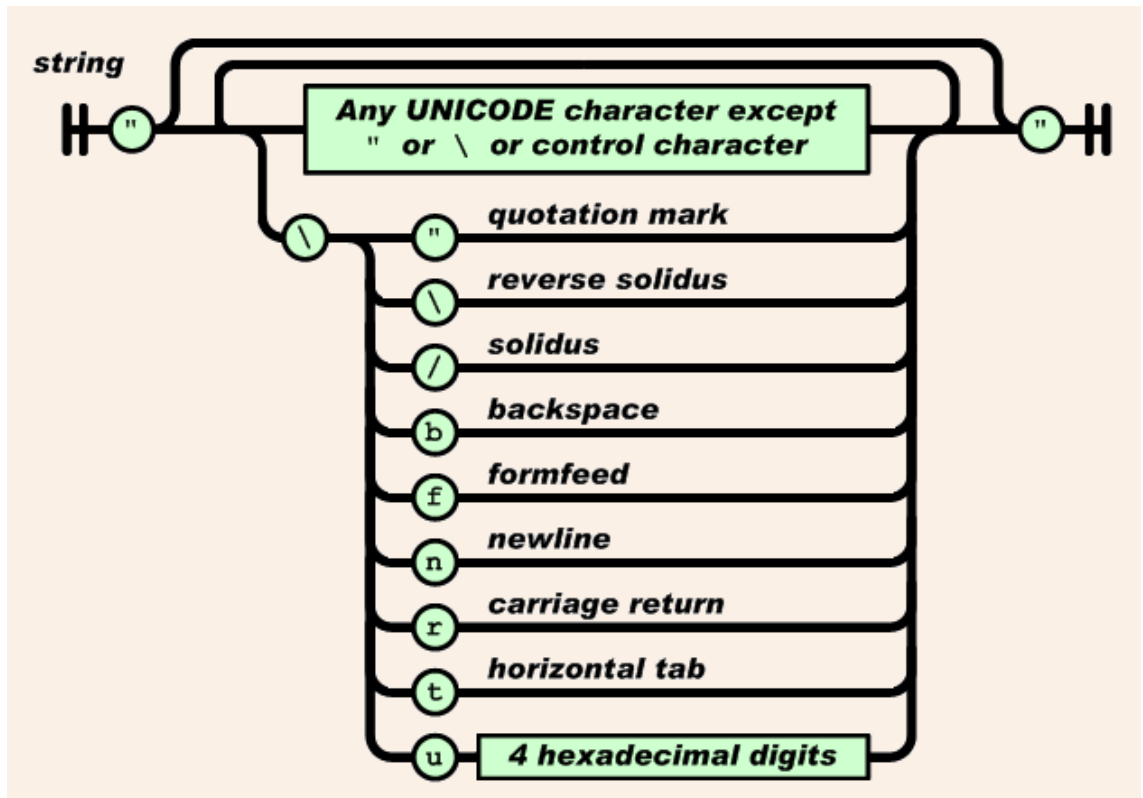 string
"
Any UNICODE character except
" or \ or control character
"
\
" quotation mark
\ reverse solidus
/ solidus
b backspace
f formfeed
n newline
r carriage return
t horizontal tab
u 4 hexadecimal digits